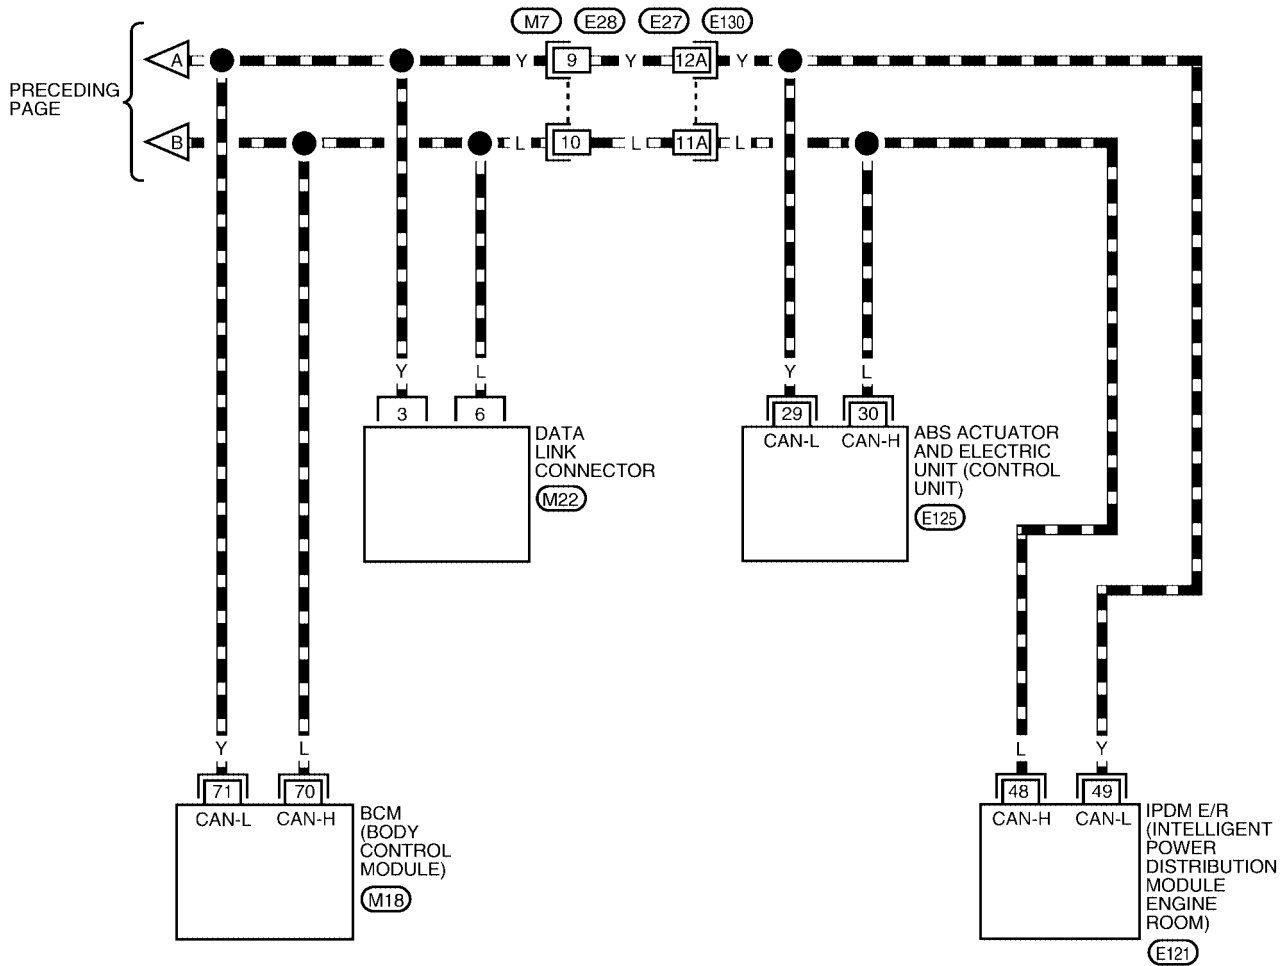 M7 E28 E27 E130
A Y 9 Y 12A Y
PRECEDING
PAGE
B L 10 L 11A L
Y L Y L
3 6 29 30
CAN-L CAN-H
DATA
LINK
CONNECTOR
M22
ABS ACTUATOR
AND ELECTRIC
UNIT (CONTROL
UNIT)
E125
Y L L Y
71 70 48 49
CAN-L CAN-H CAN-H CAN-L
BCM
(BODY
CONTROL
MODULE)
M18
IPDM E/R
(INTELLIGENT
POWER
DISTRIBUTION
MODULE
ENGINE
ROOM)
E121